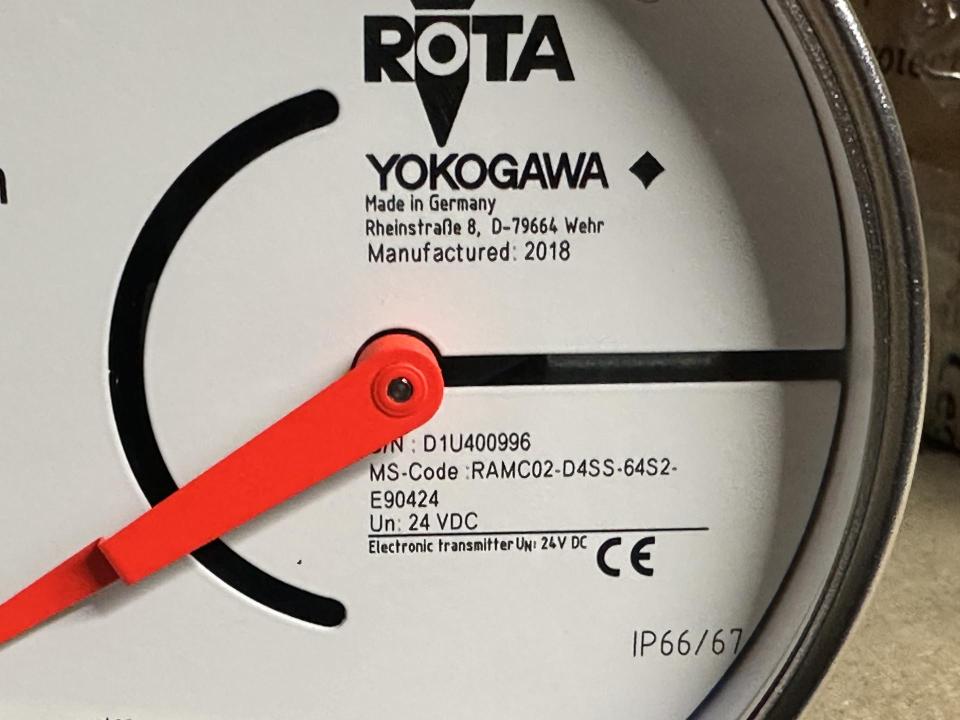 ROTA
YOKOGAWA
Made in Germany
Rheinstraße 8, D-79664 Wehr
Manufactured: 2018
S/N : D1U400996
MS-Code :RAMC02-D4SS-64S2-
E90424
Un: 24 VDC
Electronic transmitter UN: 24V DC
CE
IP66/67